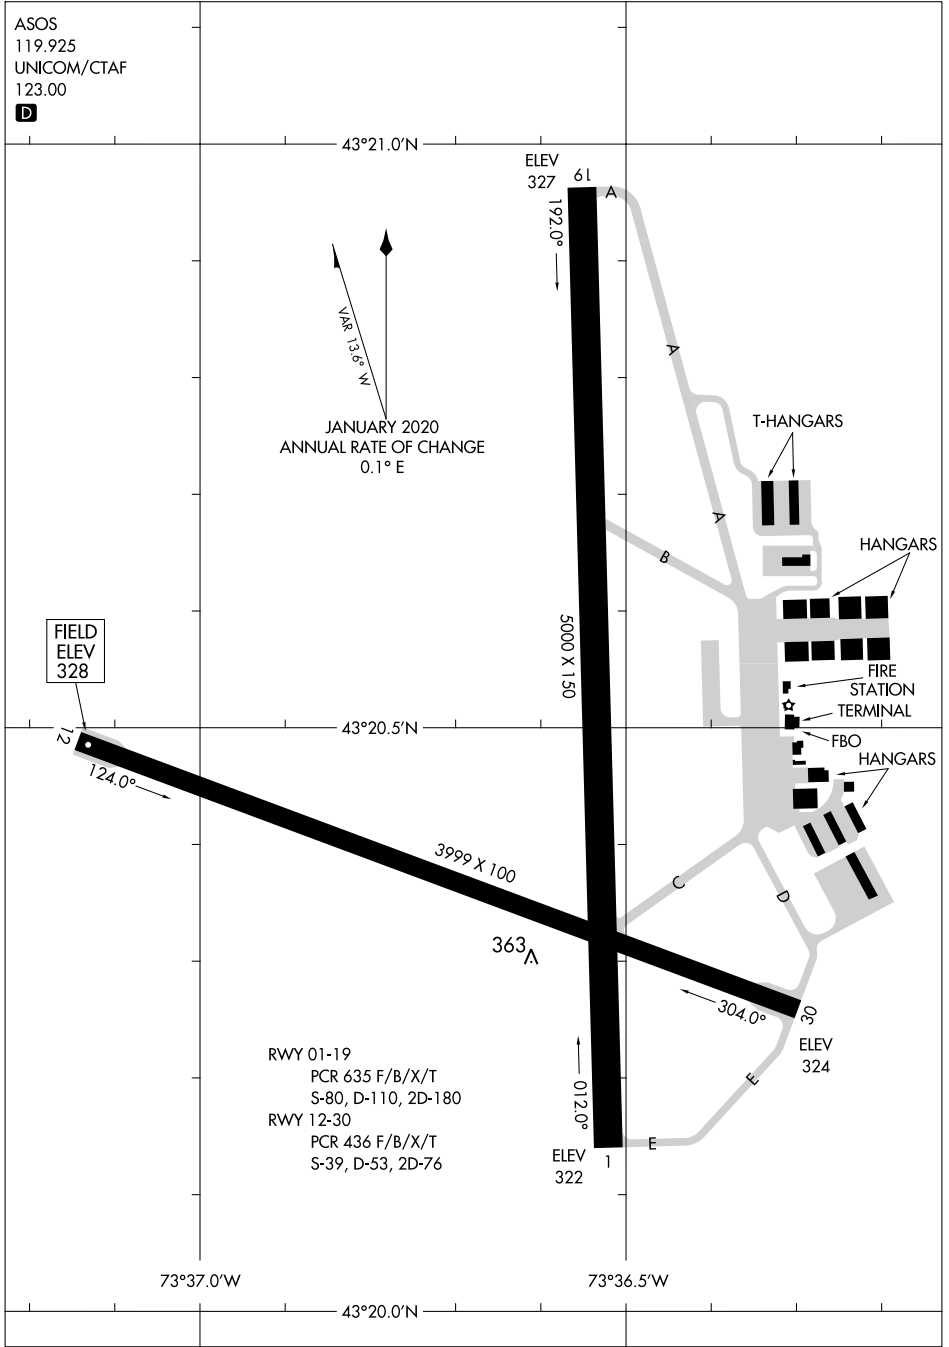 ASOS
119.925
UNICOM/CTAF
123.00
D
43°21.0'N
ELEV
327
19
A
192.0°
VAR 13.6° W
JANUARY 2020
ANNUAL RATE OF CHANGE
0.1° E
A
T-HANGARS
A
B
HANGARS
5000 X 150
FIELD
ELEV
328
FIRE
STATION
TERMINAL
FBO
HANGARS
12
43°20.5'N
124.0°
3999 X 100
C
D
363
304.0°
30
ELEV
324
RWY 01-19
PCR 635 F/B/X/T
S-80, D-110, 2D-180
RWY 12-30
PCR 436 F/B/X/T
S-39, D-53, 2D-76
012.0°
E
E
ELEV
322
1
73°37.0'W
73°36.5'W
43°20.0'N